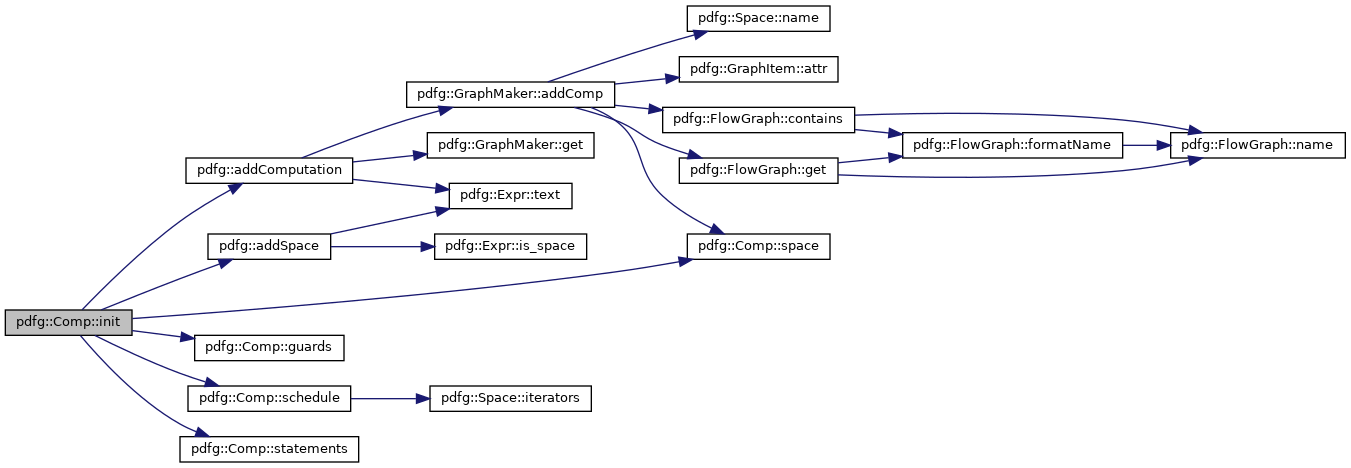 pdfg::Space::name
pdfg::GraphItem::attr
pdfg::GraphMaker::addComp
pdfg::FlowGraph::contains
pdfg::GraphMaker::get
pdfg::FlowGraph::formatName
pdfg::FlowGraph::name
pdfg::addComputation
pdfg::FlowGraph::get
pdfg::Expr::text
pdfg::addSpace
pdfg::Expr::is_space
pdfg::Comp::space
pdfg::Comp::init
pdfg::Comp::guards
pdfg::Comp::schedule
pdfg::Space::iterators
pdfg::Comp::statements